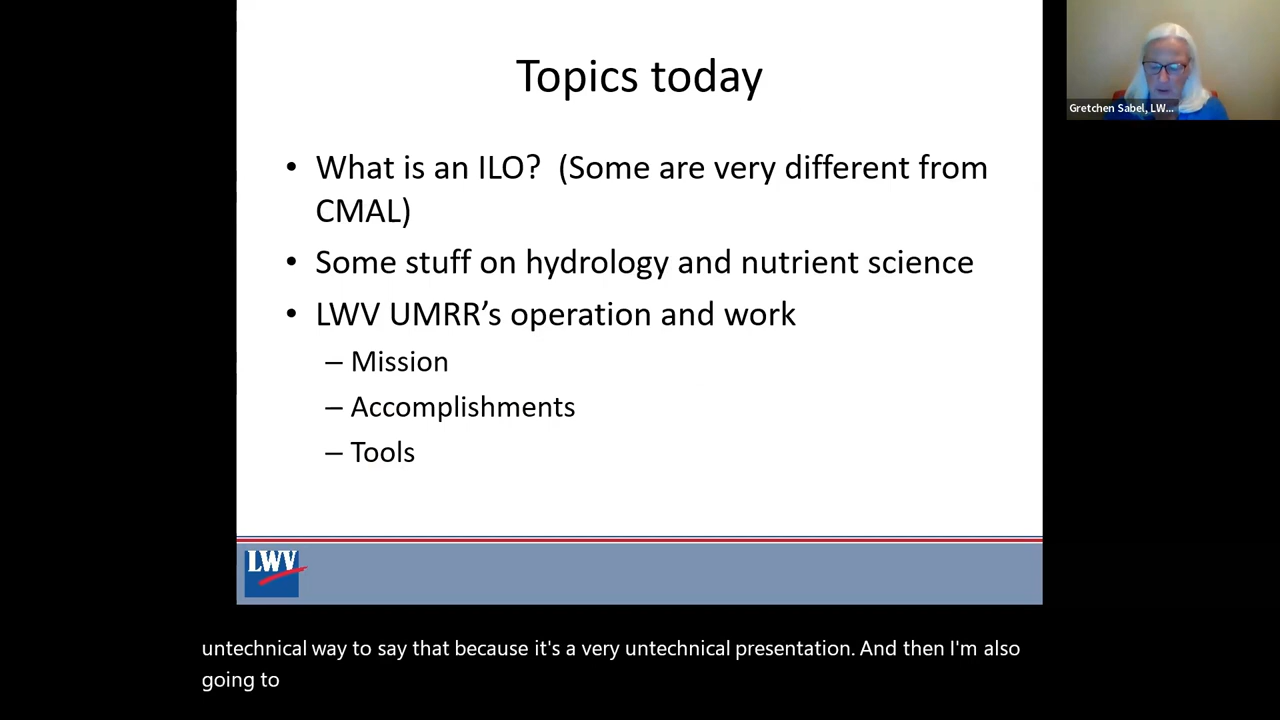 Topics today
• What is an ILO? (Some are very different from
CMAL)
• Some stuff on hydrology and nutrient science
• LWV UMRR’s operation and work
– Mission
– Accomplishments
– Tools
LWV
Gretchen Sabel, LW...
untechnical way to say that because it's a very untechnical presentation. And then I'm also
going to